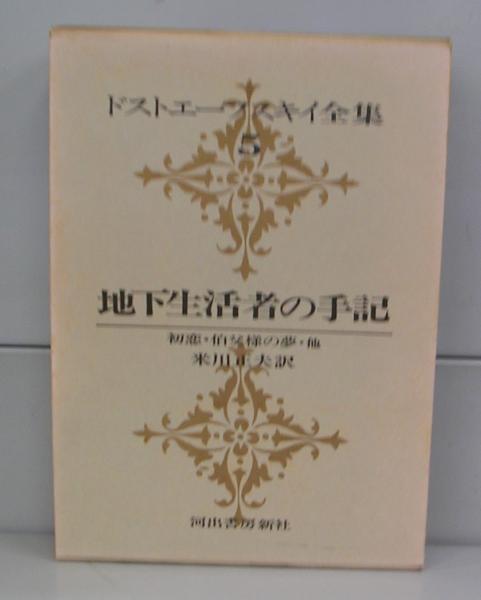 ドストエーフスキイ全集
5
地下生活者の手記
初恋・伯父様の夢・他
米川正夫訳
河出書房新社